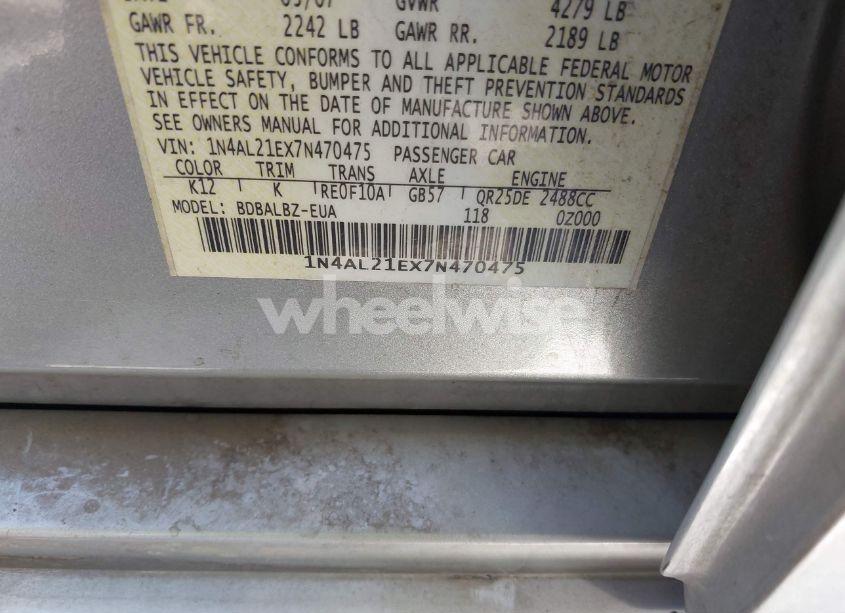 GVWR 4279 LB
GAWR FR. 2242 LB GAWR RR. 2189 LB
THIS VEHICLE CONFORMS TO ALL APPLICABLE FEDERAL MOTOR
VEHICLE SAFETY, BUMPER AND THEFT PREVENTION STANDARDS
IN EFFECT ON THE DATE OF MANUFACTURE SHOWN ABOVE.
SEE OWNERS MANUAL FOR ADDITIONAL INFORMATION.
VIN: 1N4AL21EX7N470475 PASSENGER CAR
COLOR TRIM TRANS AXLE ENGINE
K12 K RE0F10A GB57 QR25DE 2488CC
MODEL: BDBALBZ-EUA 118 0Z000
1N4AL21EX7N470475
wheelwise